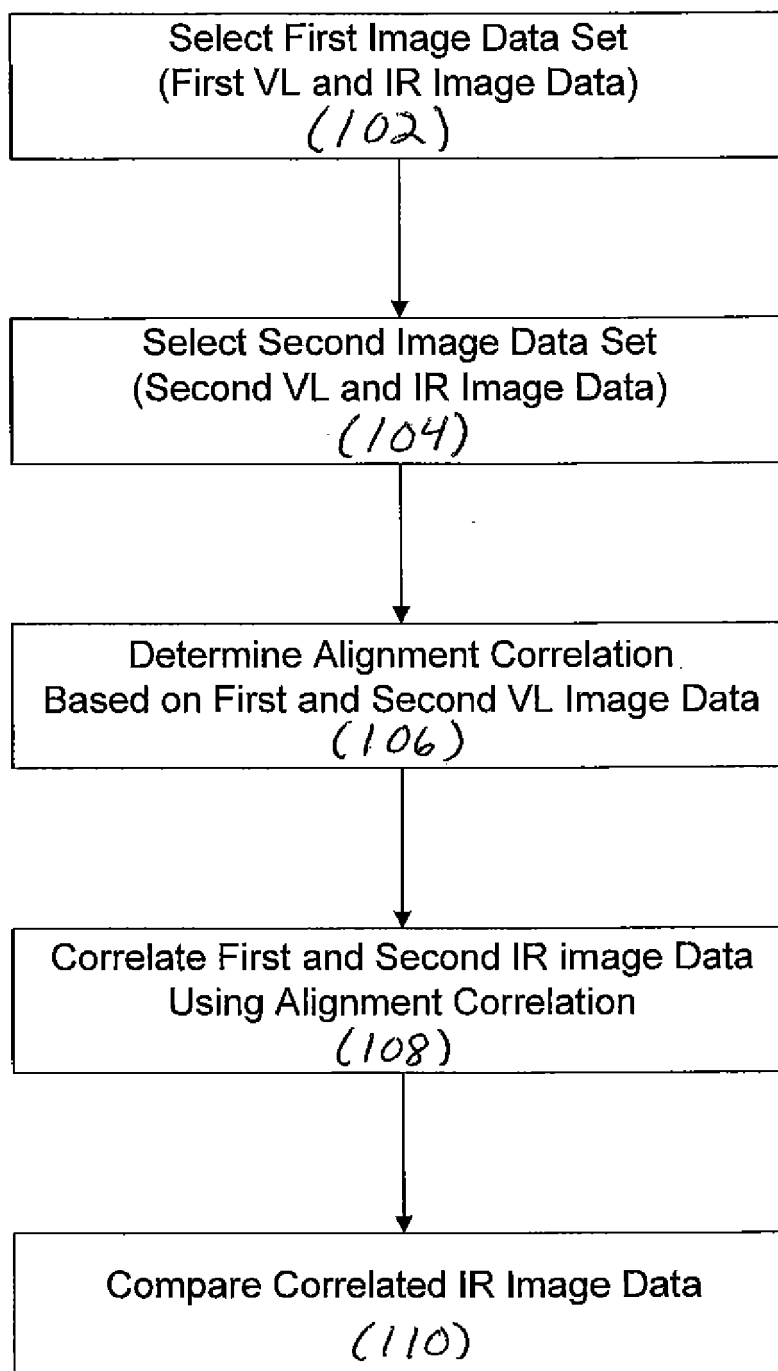 Select First Image Data Set
(First VL and IR Image Data)
(102)
Select Second Image Data Set
(Second VL and IR Image Data)
(104)
Determine Alignment Correlation
Based on First and Second VL Image Data
(106)
Correlate First and Second IR image Data
Using Alignment Correlation
(108)
Compare Correlated IR Image Data
(110)